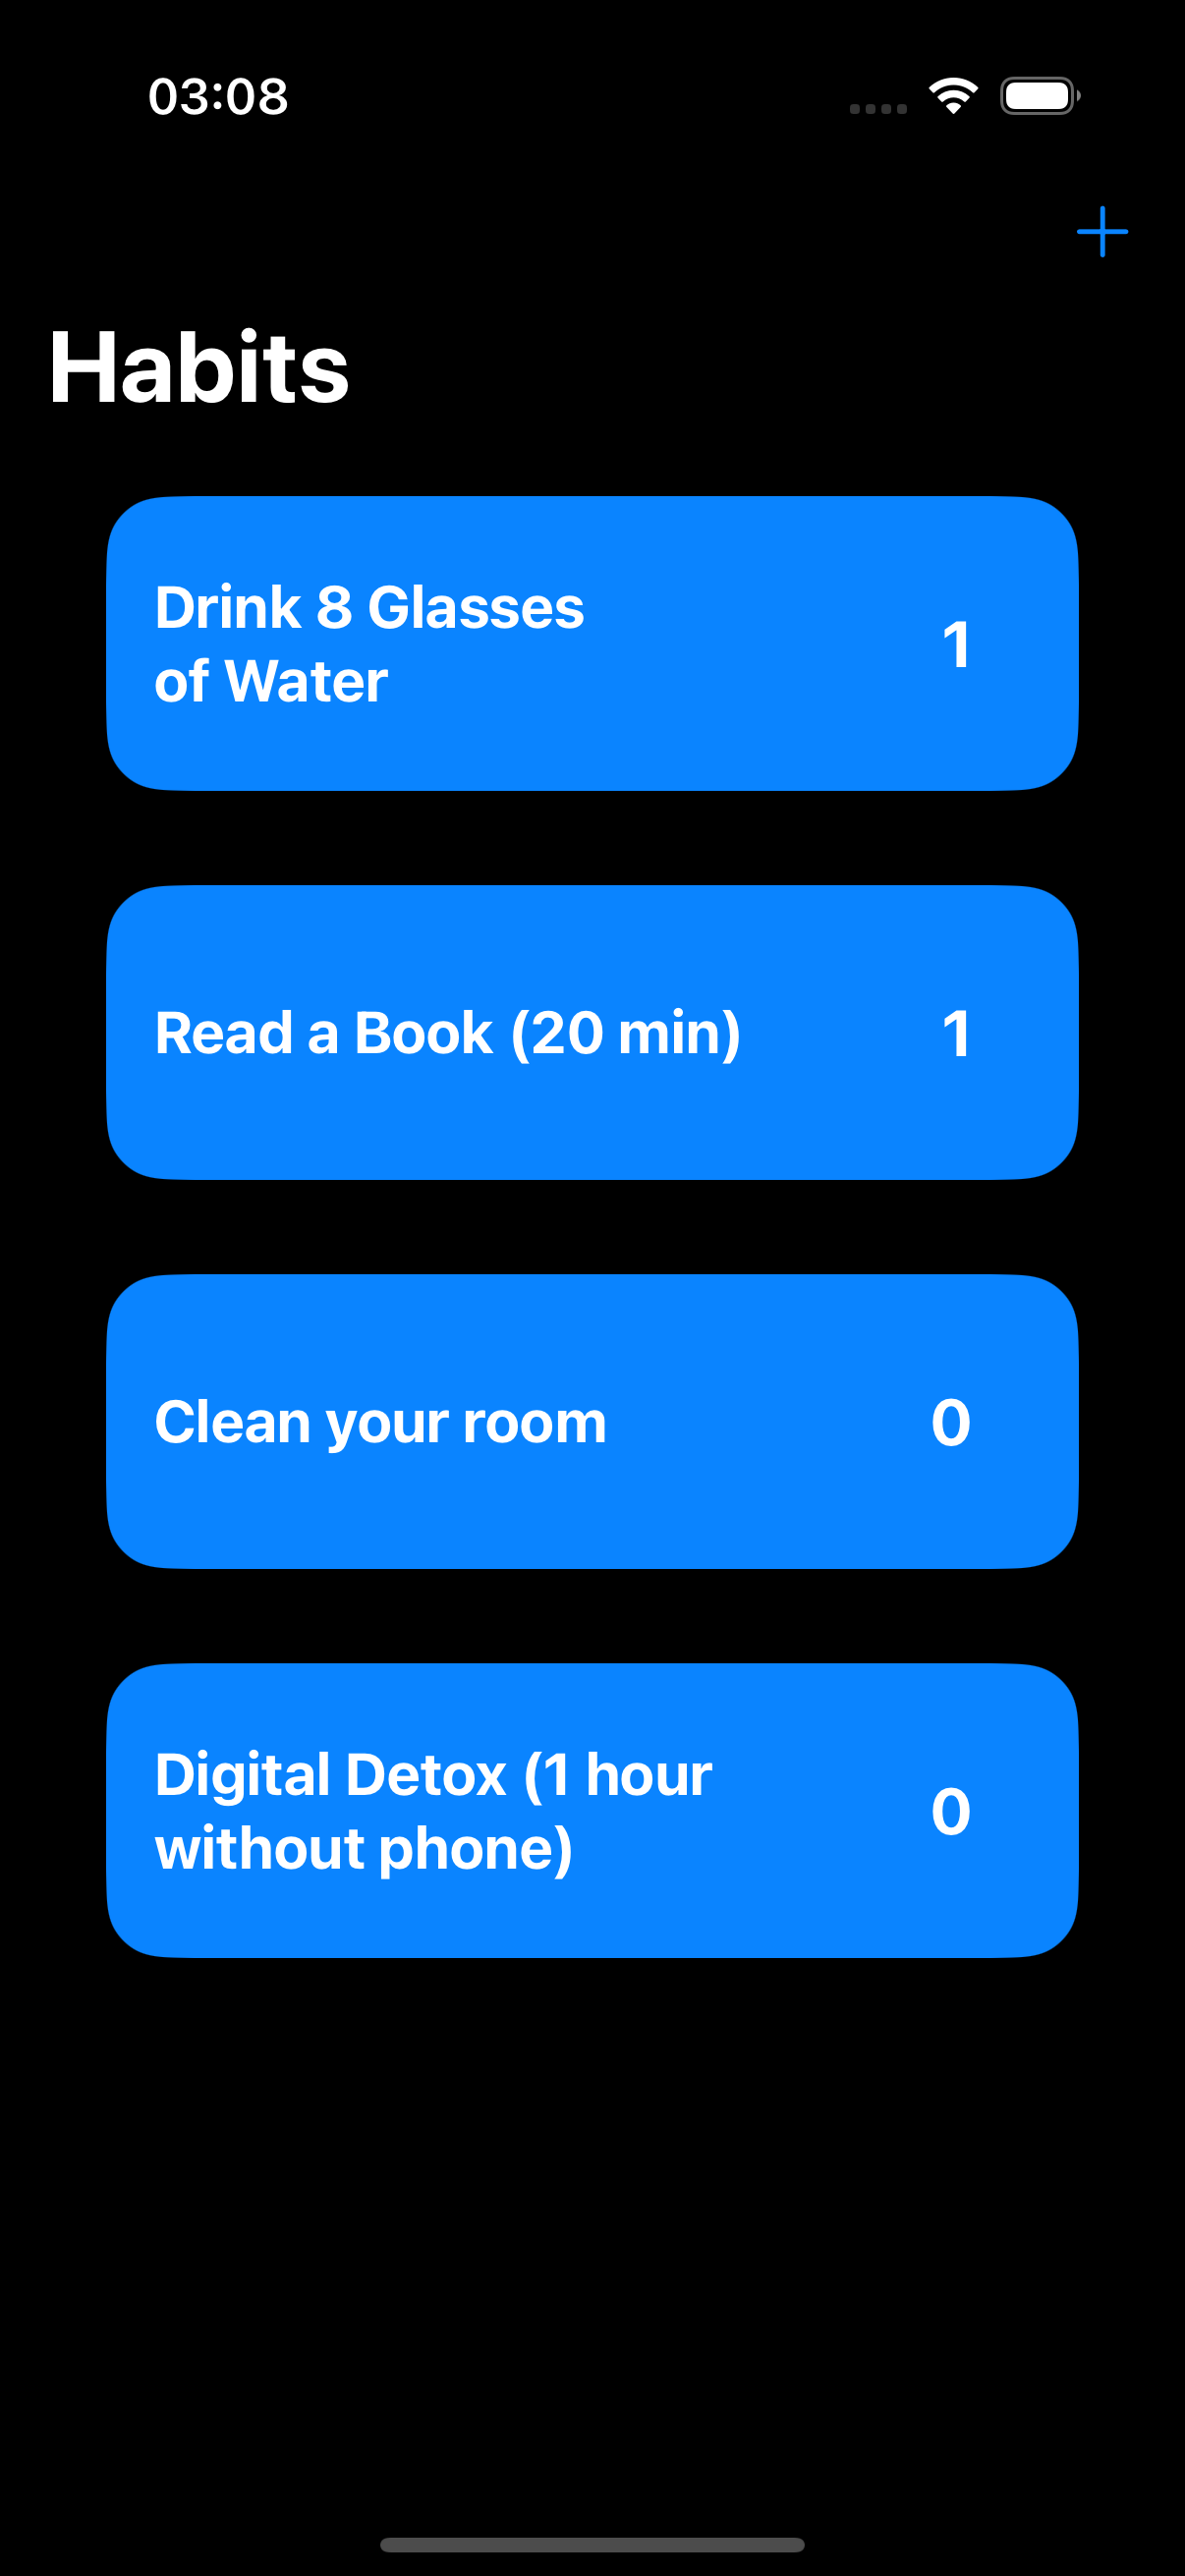 03:08
Habits
Drink 8 Glasses
of Water
1
Read a Book (20 min)
1
Clean your room
0
Digital Detox (1 hour
without phone)
0